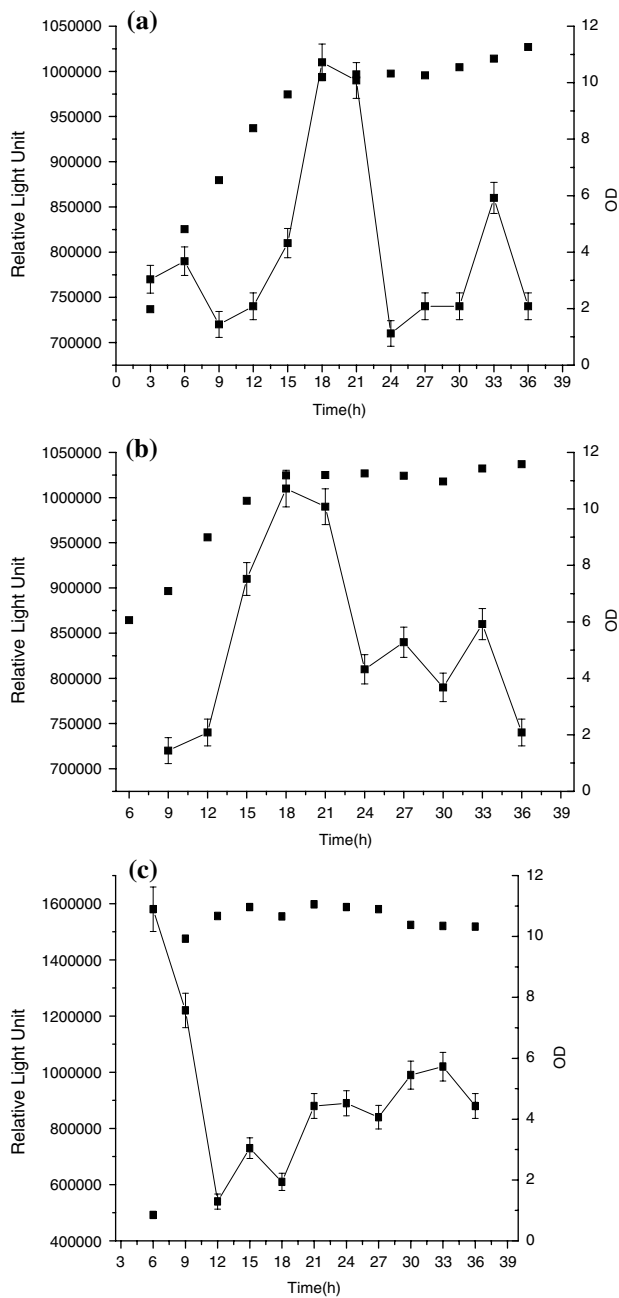 (a)
1050000
1000000
950000
900000
850000
800000
750000
700000
Relative Light Unit
12
10
8
6
4
2
0
OD
0 3 6 9 12 15 18 21 24 27 30 33 36 39
Time(h)
(b)
1050000
1000000
950000
900000
850000
800000
750000
700000
Relative Light Unit
12
10
8
6
4
2
0
OD
6 9 12 15 18 21 24 27 30 33 36 39
Time(h)
(c)
1600000
1400000
1200000
1000000
800000
600000
400000
Relative Light Unit
12
10
8
6
4
2
0
OD
3 6 9 12 15 18 21 24 27 30 33 36 39
Time(h)